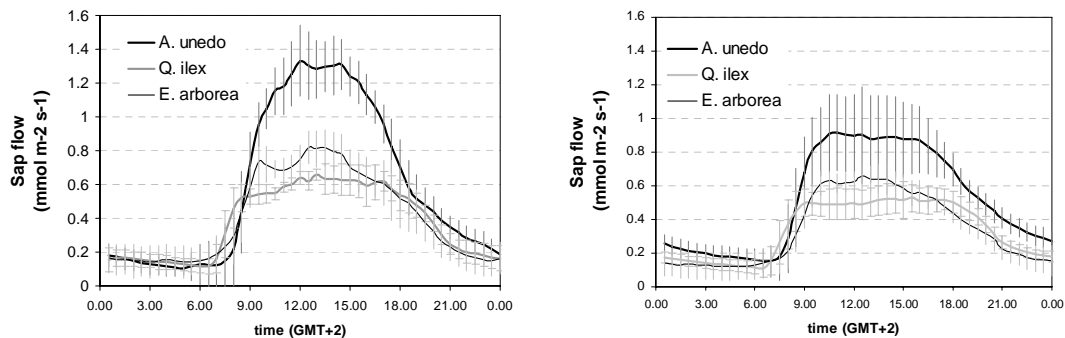 1.6
1.4
1.2
1
0.8
0.6
0.4
0.2
0
Sap flow
(mmol m-2 s-1)
A. unedo
Q. ilex
E. arborea
0.00 3.00 6.00 9.00 12.00 15.00 18.00 21.00 0.00
time (GMT+2)
1.6
1.4
1.2
1
0.8
0.6
0.4
0.2
0
Sap flow
(mmol m-2 s-1)
A. unedo
Q. ilex
E. arborea
0.00 3.00 6.00 9.00 12.00 15.00 18.00 21.00 0.00
time (GMT+2)